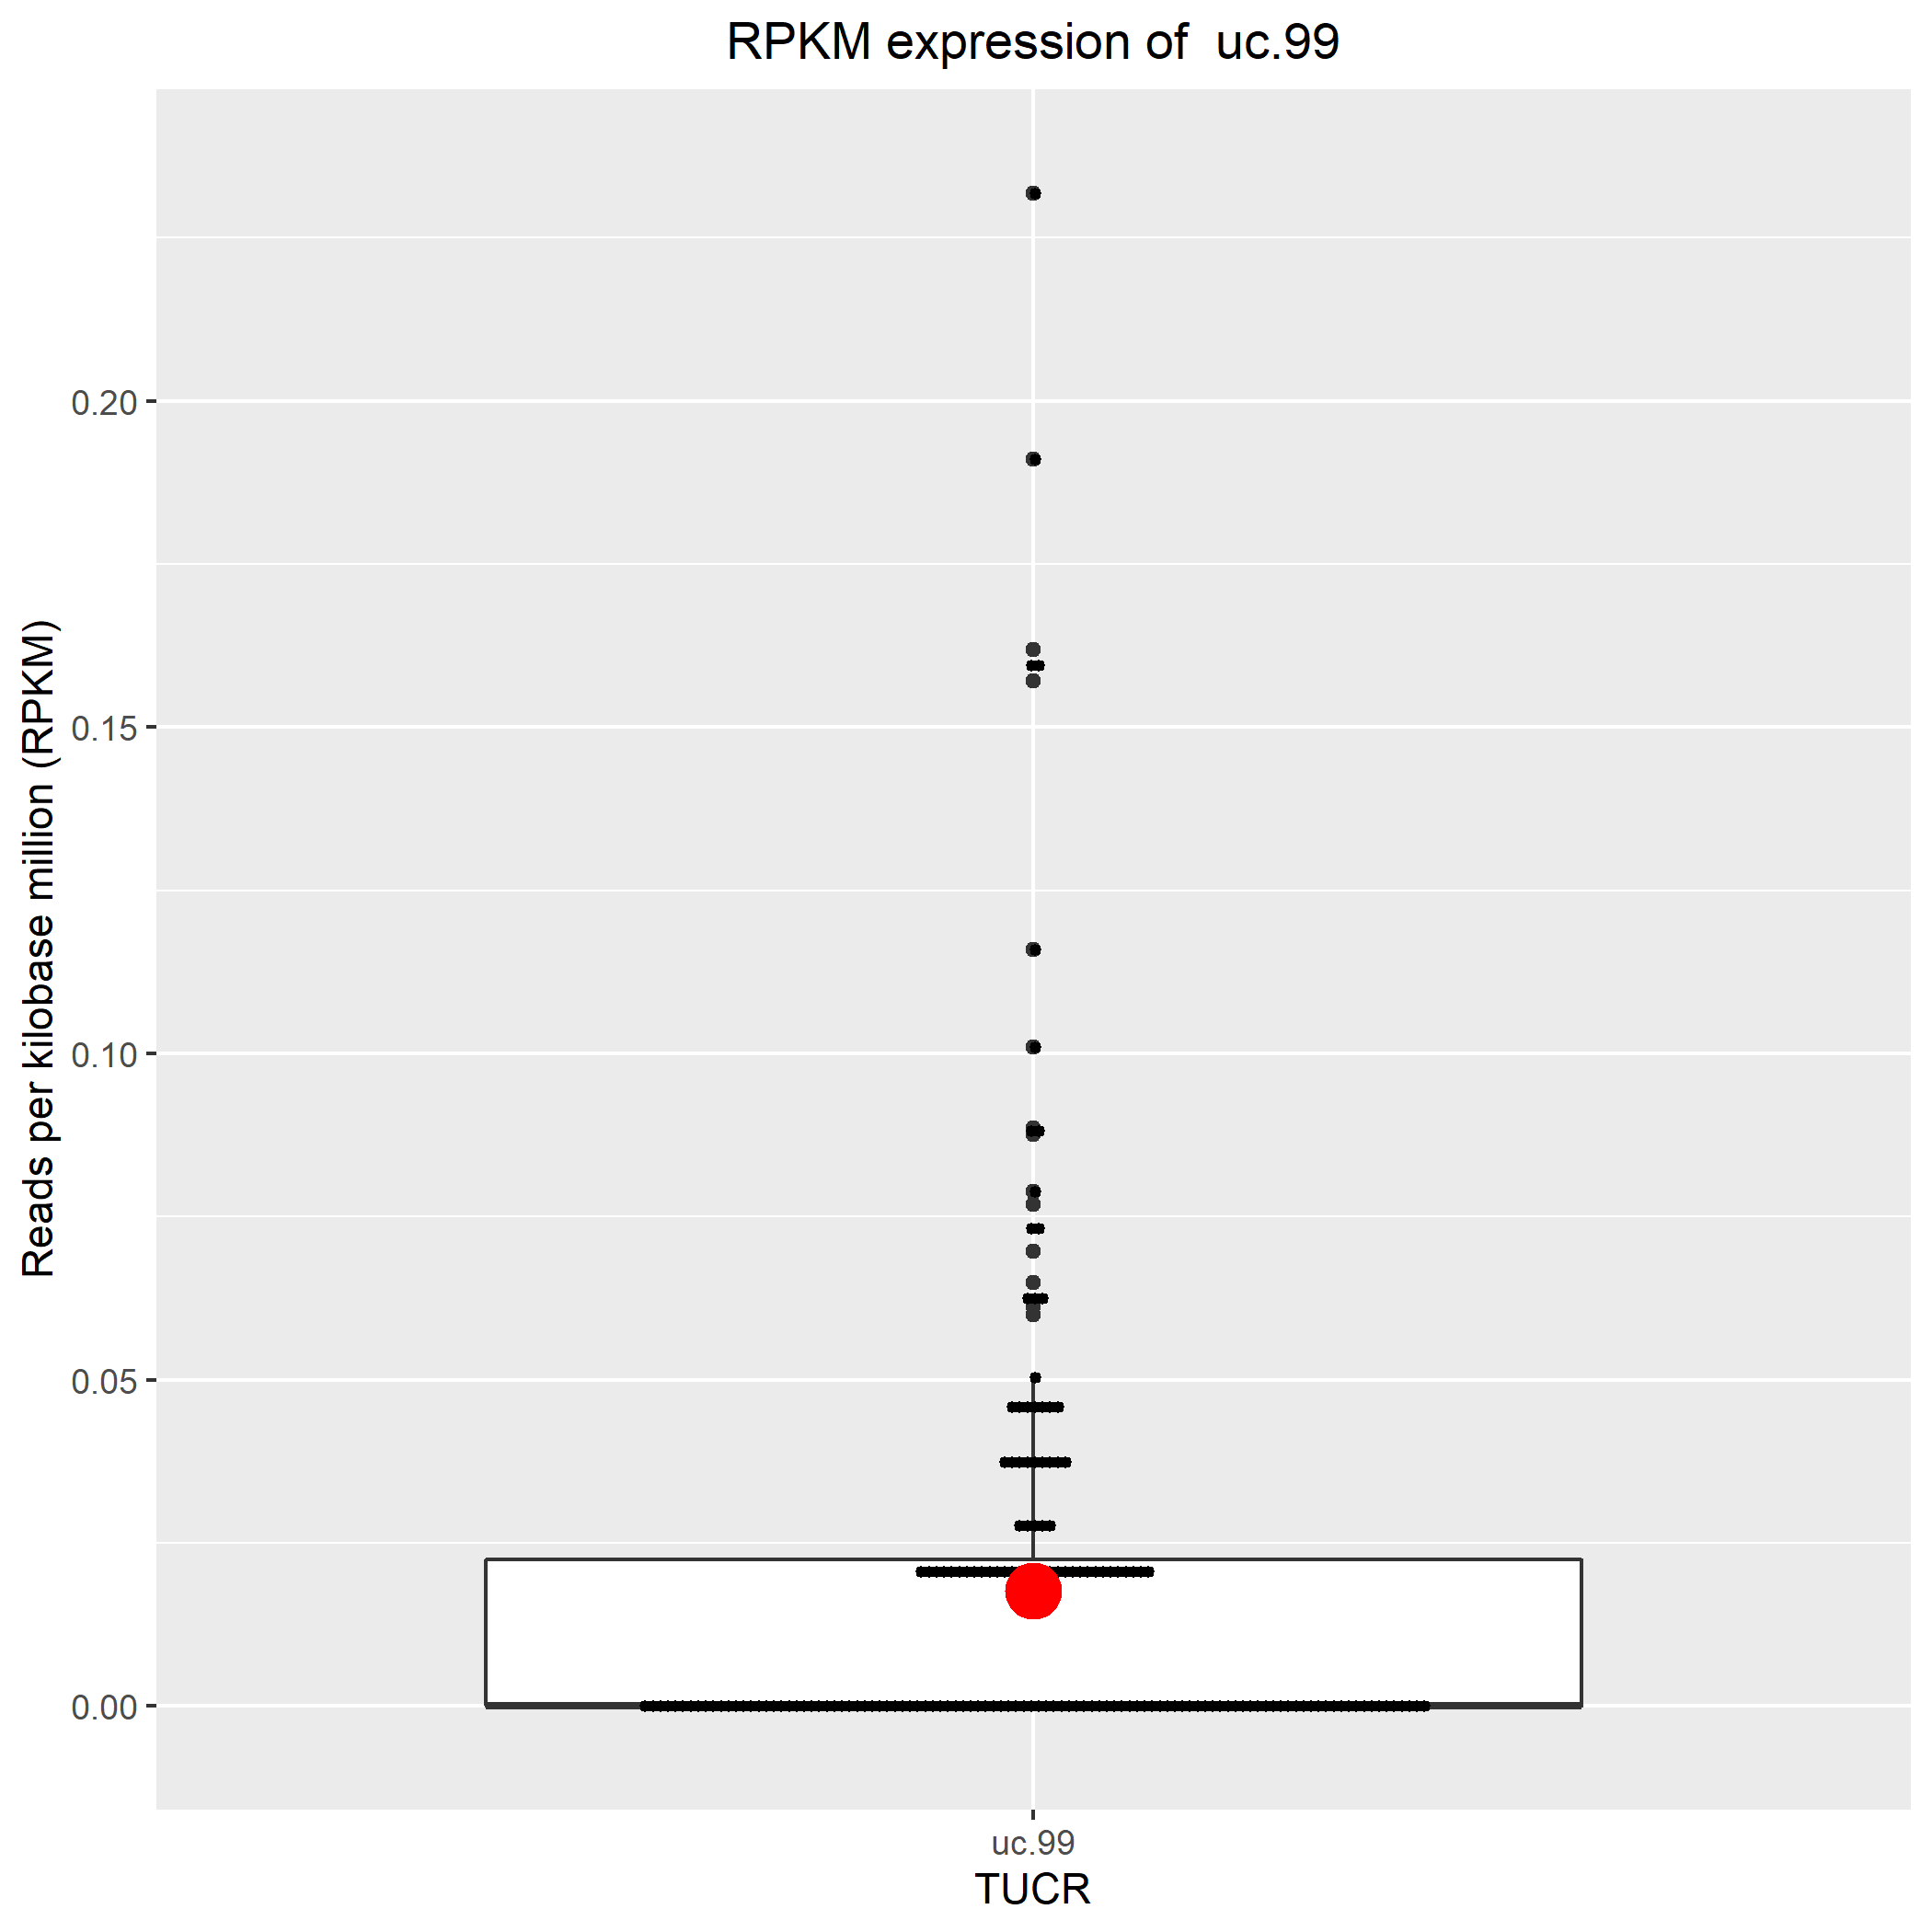 RPKM expression of  uc.99
Reads per kilobase million (RPKM)
0.20
0.15
0.10
0.05
0.00
uc.99
TUCR